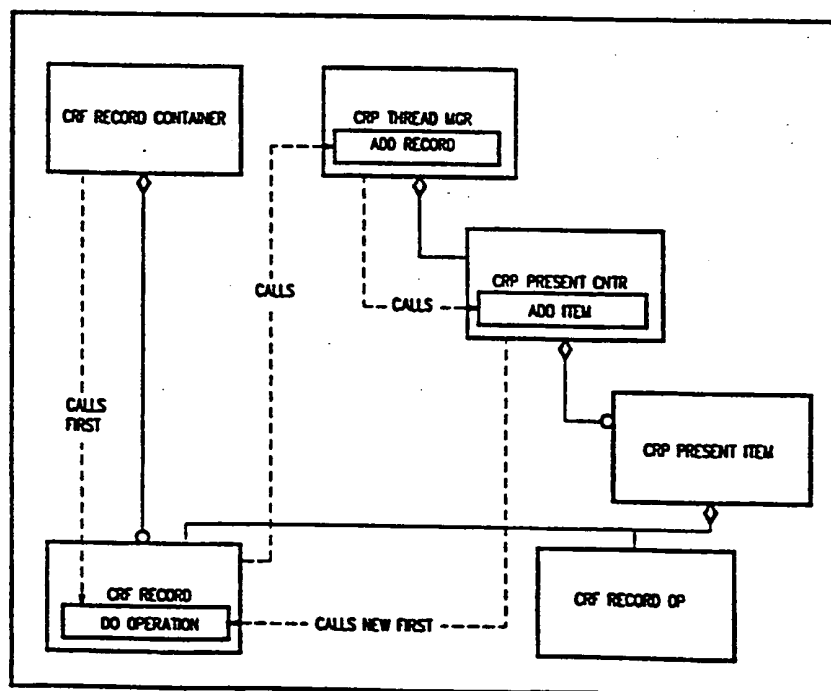 CRF RECORD CONTAINER
CRP THREAD MGR
ADD RECORD
CRP PRESENT CNTR
ADD ITEM
CALLS
CALLS
CALLS
FIRST
CRP PRESENT ITEM
CRF RECORD
DO OPERATION
CALLS NEW FIRST
CRF RECORD OP